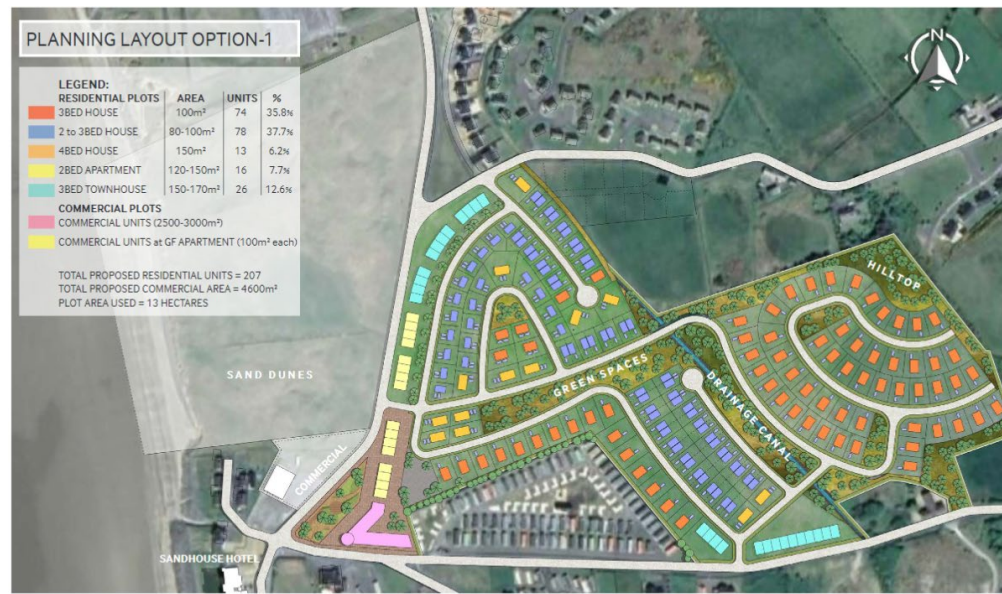 PLANNING LAYOUT OPTION-1
N
LEGEND:
RESIDENTIAL PLOTS AREA UNITS %
3BED HOUSE 100m² 74 35.8%
2 to 3BED HOUSE 80-100m² 78 37.7%
4BED HOUSE 150m² 13 6.2%
2BED APARTMENT 120-150m² 16 7.7%
3BED TOWNHOUSE 150-170m² 26 12.6%
COMMERCIAL PLOTS
COMMERCIAL UNITS (2500-3000m²)
COMMERCIAL UNITS at GF APARTMENT (100m² each)
TOTAL PROPOSED RESIDENTIAL UNITS = 207
TOTAL PROPOSED COMMERCIAL AREA = 4600m²
PLOT AREA USED = 13 HECTARES
HILLTOP
SAND DUNES
GREEN SPACES
DRAINAGE CANAL
COMMERCIAL
SANDHOUSE HOTEL